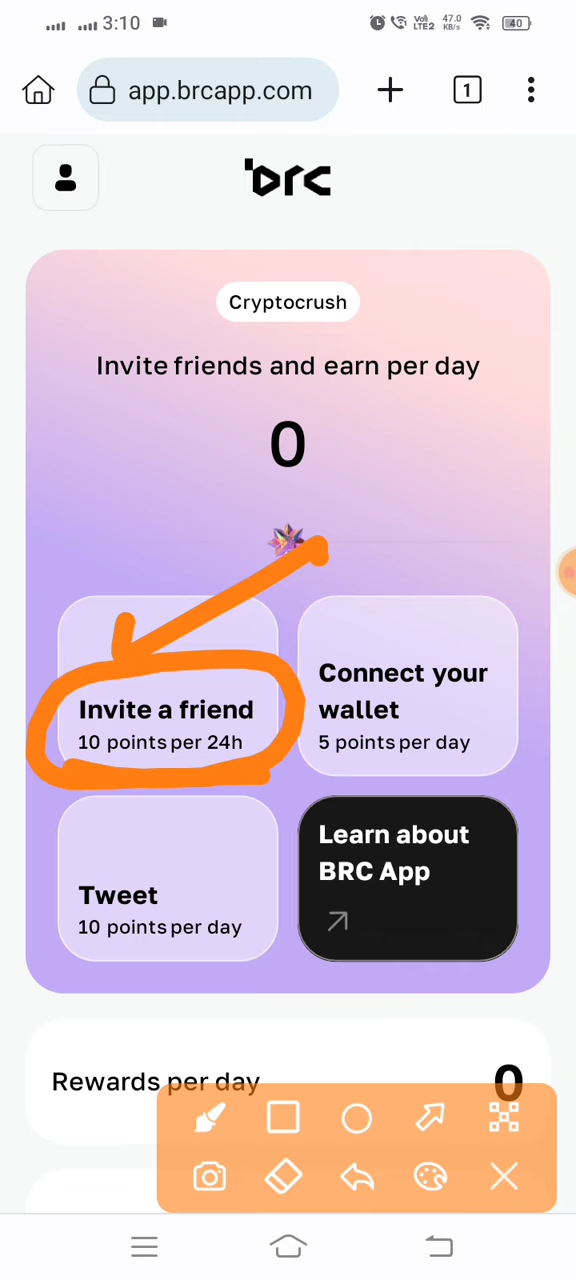 3:10
Vo))
LTE2
47.0
KB/s
40
app.brcapp.com
1
brc
Cryptocrush
Invite friends and earn per day
0
Invite a friend
10 points per 24h
Connect your
wallet
5 points per day
Tweet
10 points per day
Learn about
BRC App
Rewards per day
0